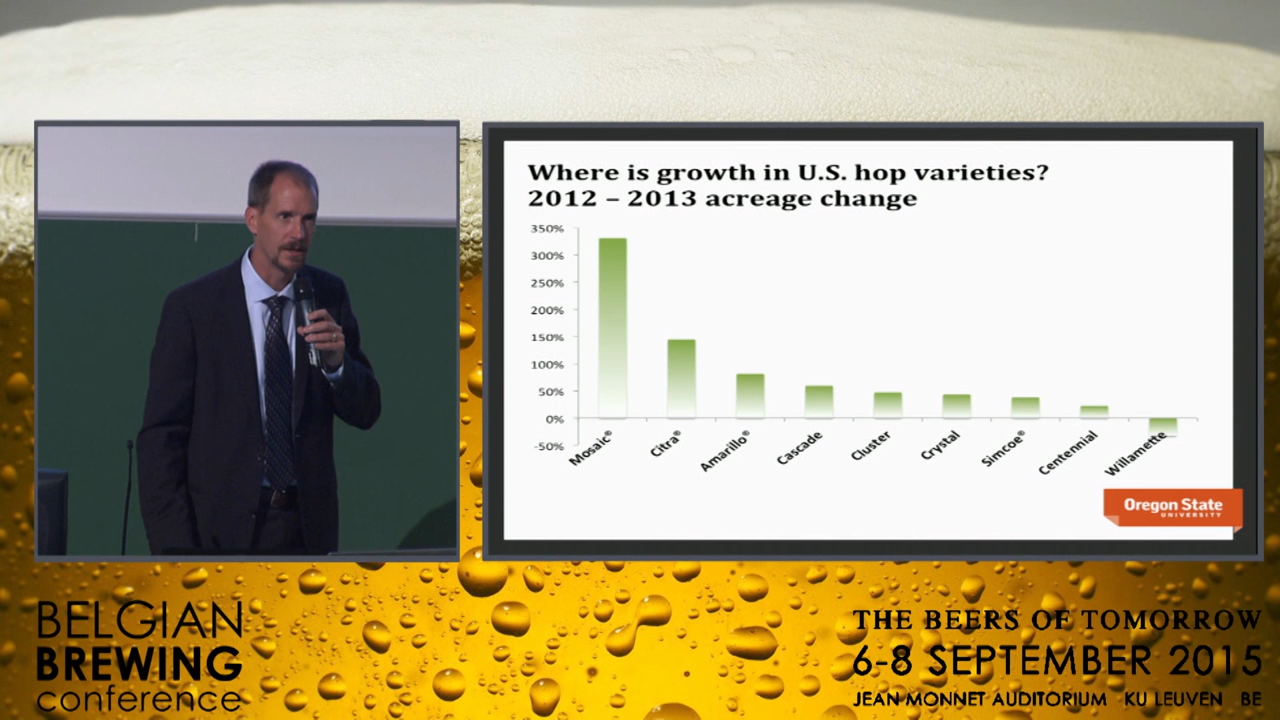 Where is growth in U.S. hop varieties?
2012 – 2013 acreage change
350%
300%
250%
200%
150%
100%
50%
0%
-50%
Mosaic®
Citra®
Amarillo®
Cascade
Cluster
Crystal
Simcoe®
Centennial
Willamette
Oregon State
UNIVERSITY
BELGIAN
BREWING
conference
THE BEERS OF TOMORROW
6-8 SEPTEMBER 2015
JEAN MONNET AUDITORIUM KU LEUVEN BE